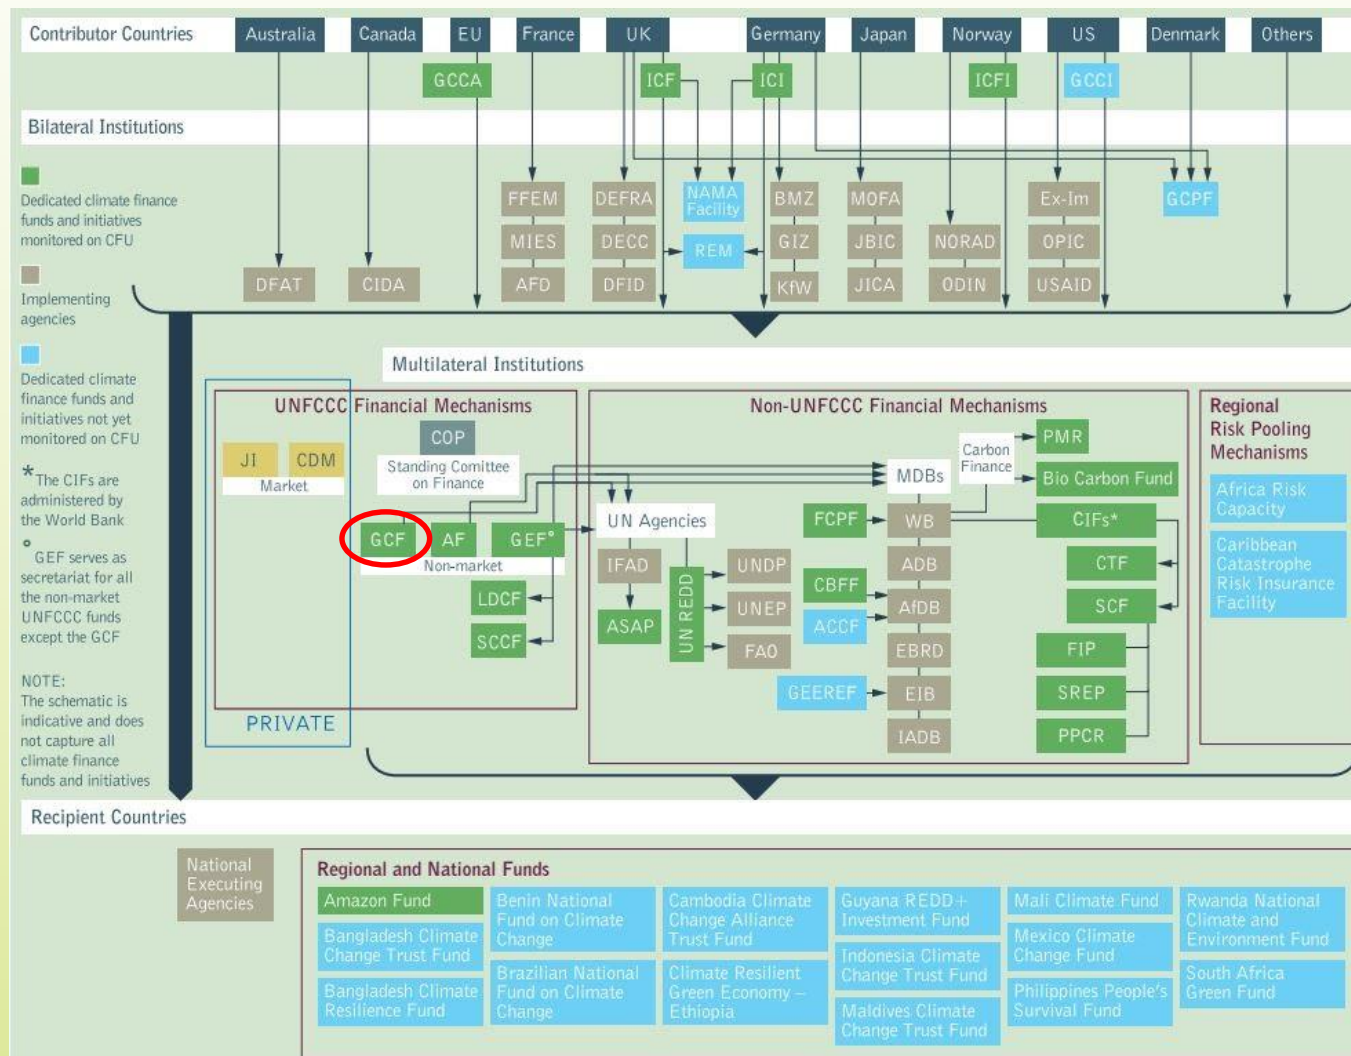 Contributor Countries
Australia
Canada
EU
France
UK
Germany
Japan
Norway
US
Denmark
Others
GCCA
ICF
ICI
ICFI
GCCI
Bilateral Institutions
Dedicated climate finance
funds and initiatives
monitored on CFU
Implementing
agencies
Dedicated climate
finance funds and
initiatives not yet
monitored on CFU
*The CIFs are
administered by
the World Bank
° GEF serves as
secretariat for all
the non-market
UNFCCC funds
except the GCF
NOTE:
The schematic is
indicative and does
not capture all
climate finance
funds and initiatives
DFAT
CIDA
FFEM
MIES
AFD
DEFRA
DECC
DFID
NAMA
Facility
REM
BMZ
GIZ
KfW
MOFA
JBIC
JICA
NORAD
ODIN
Ex-Im
OPIC
USAID
GCPF
Multilateral Institutions
UNFCCC Financial Mechanisms
JI
CDM
Market
COP
Standing Comittee
on Finance
GCF
AF
GEF°
Non-market
LDCF
SCCF
PRIVATE
Non-UNFCCC Financial Mechanisms
UN Agencies
IFAD
ASAP
UN REDD
UNDP
UNEP
FAO
MDBs
FCPF
CBFF
ACCF
GEEREF
WB
ADB
AfDB
EBRD
EIB
IADB
Carbon
Finance
PMR
Bio Carbon Fund
CIFs*
CTF
SCF
FIP
SREP
PPCR
Regional
Risk Pooling
Mechanisms
Africa Risk
Capacity
Caribbean
Catastrophe
Risk Insurance
Facility
Recipient Countries
National
Executing
Agencies
Regional and National Funds
Amazon Fund
Bangladesh Climate
Change Trust Fund
Bangladesh Climate
Resilience Fund
Benin National
Fund on Climate
Change
Brazilian National
Fund on Climate
Change
Cambodia Climate
Change Alliance
Trust Fund
Climate Resilient
Green Economy –
Ethiopia
Guyana REDD+
Investment Fund
Indonesia Climate
Change Trust Fund
Maldives Climate
Change Trust Fund
Mali Climate Fund
Mexico Climate
Change Fund
Philippines People's
Survival Fund
Rwanda National
Climate and
Environment Fund
South Africa
Green Fund